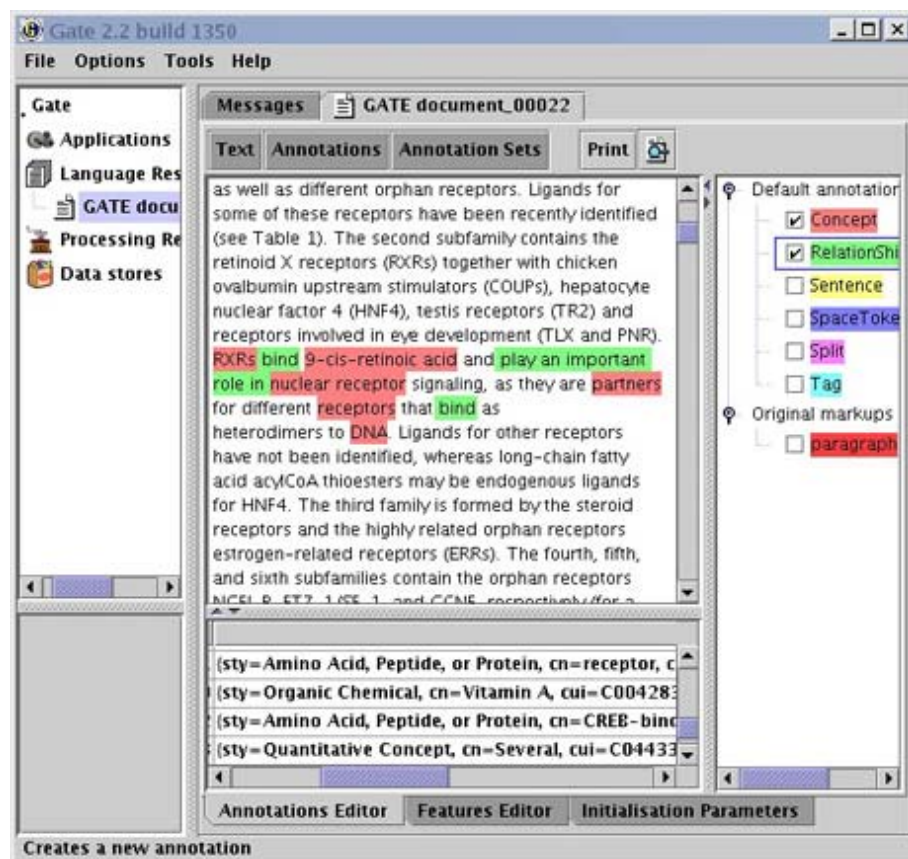 Gate 2.2 build 1350
File Options Tools Help
Gate
Applications
Language Res
GATE docu
Processing Re
Data stores
Messages GATE document_00022
Text Annotations Annotation Sets Print
as well as different orphan receptors. Ligands for
some of these receptors have been recently identified
(see Table 1). The second subfamily contains the
retinoid X receptors (RXRs) together with chicken
ovalbumin upstream stimulators (COUPs), hepatocyte
nuclear factor 4 (HNF4), testis receptors (TR2) and
receptors involved in eye development (TLX and PNR).
RXRs bind 9-cis-retinoic acid and play an important
role in nuclear receptor signaling, as they are partners
for different receptors that bind as
heterodimers to DNA. Ligands for other receptors
have not been identified, whereas long-chain fatty
acid acylCoA thioesters may be endogenous ligands
for HNF4. The third family is formed by the steroid
receptors and the highly related orphan receptors
estrogen-related receptors (ERRs). The fourth, fifth,
and sixth subfamilies contain the orphan receptors
Default annotation
Concept
RelationShi
Sentence
SpaceToke
Split
Tag
Original markups
paragraph
(sty=Amino Acid, Peptide, or Protein, cn=receptor, c
(sty=Organic Chemical, cn=Vitamin A, cui=C004283
(sty=Amino Acid, Peptide, or Protein, cn=CREB-bind
(sty=Quantitative Concept, cn=Several, cui=C04433
Annotations Editor Features Editor Initialisation Parameters
Creates a new annotation